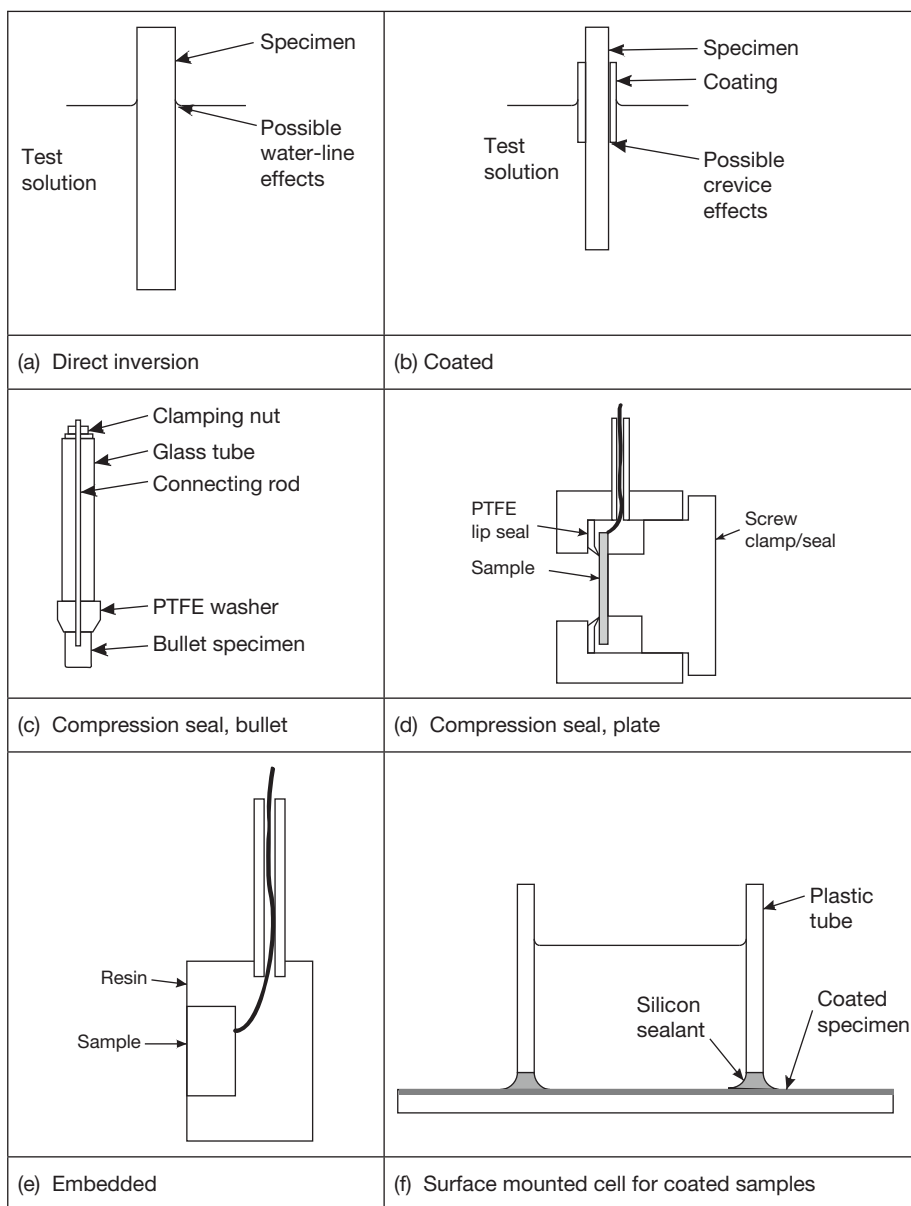 Specimen
Possible
water-line
effects
Test
solution
(a) Direct inversion
Specimen
Coating
Possible
crevice
effects
Test
solution
(b) Coated
Clamping nut
Glass tube
Connecting rod
PTFE washer
Bullet specimen
(c) Compression seal, bullet
PTFE
lip seal
Sample
Screw
clamp/seal
(d) Compression seal, plate
Resin
Sample
(e) Embedded
Plastic
tube
Silicon
sealant
Coated
specimen
(f) Surface mounted cell for coated samples